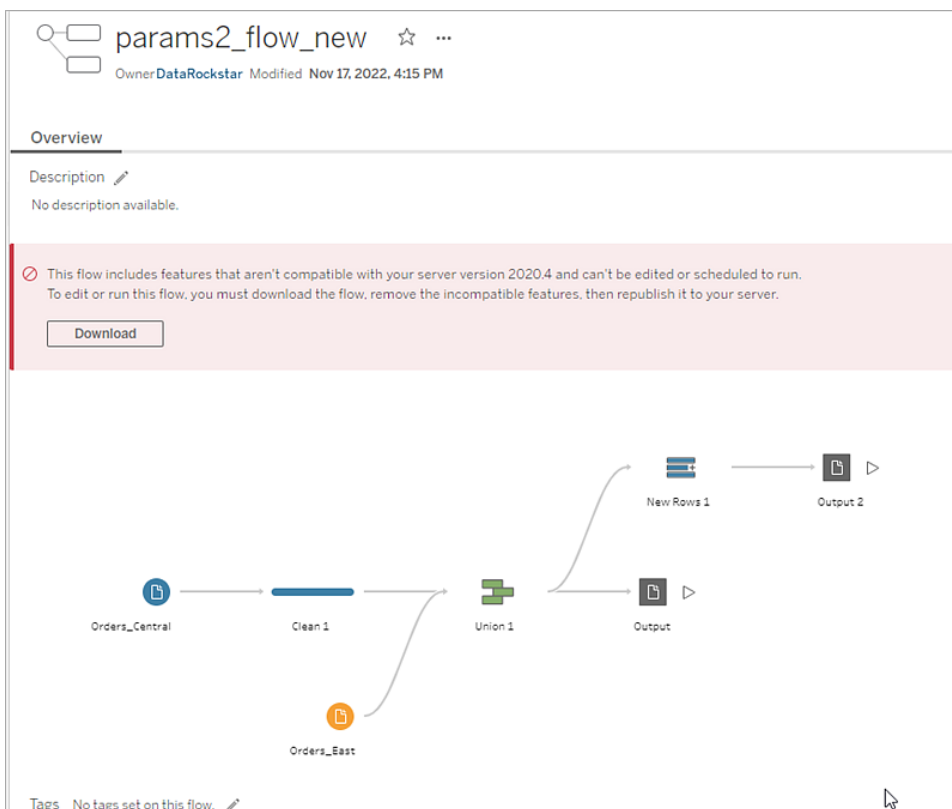 params2_flow_new
Owner DataRockstar Modified Nov 17, 2022, 4:15 PM
Overview
Description
No description available.
This flow includes features that aren't compatible with your server version 2020.4 and can't be edited or scheduled to run.
To edit or run this flow, you must download the flow, remove the incompatible features, then republish it to your server.
Download
New Rows 1
Output 2
Orders_Central
Clean 1
Union 1
Output
Orders_East
Tags No tags set on this flow.